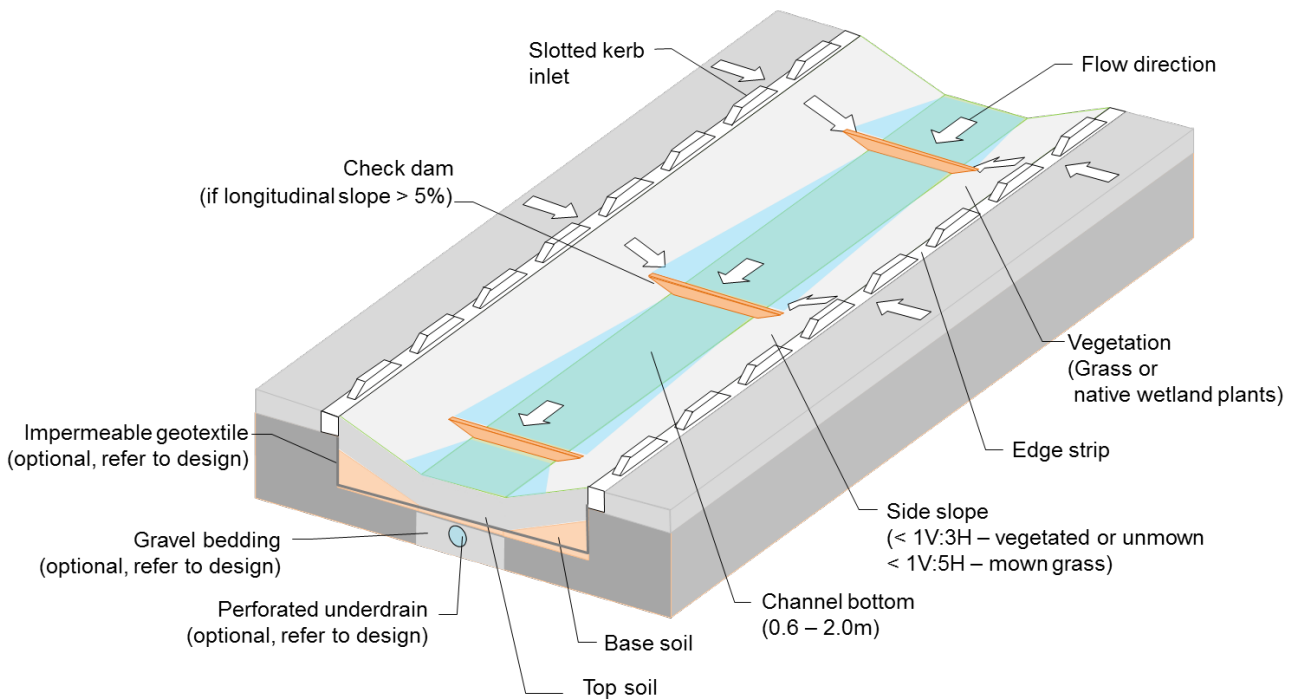 Slotted kerb
inlet
Flow direction
Check dam
(if longitudinal slope > 5%)
Vegetation
(Grass or
native wetland plants)
Impermeable geotextile
(optional, refer to design)
Edge strip
Side slope
(< 1V:3H – vegetated or unmown
< 1V:5H – mown grass)
Gravel bedding
(optional, refer to design)
Channel bottom
(0.6 – 2.0m)
Perforated underdrain
(optional, refer to design)
Base soil
Top soil